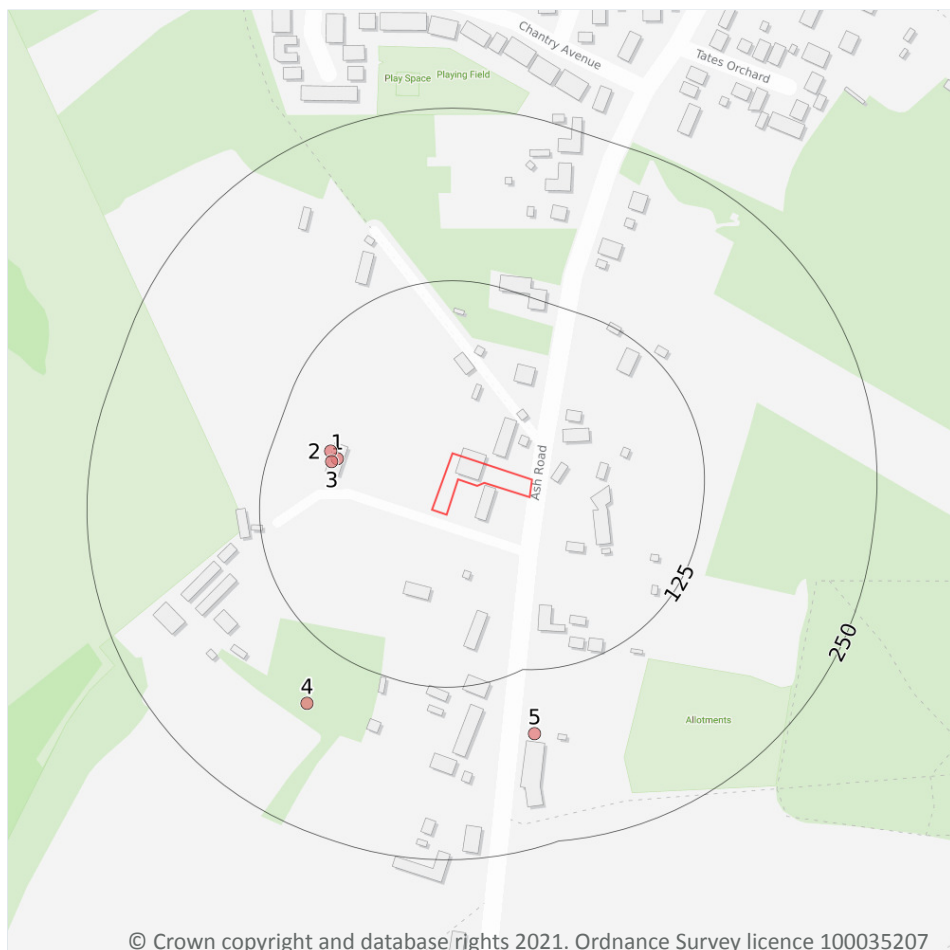 Chantry Avenue
Tates Orchard
Play Space
Playing Field
1
2
3
Ash Road
125
250
4
5
Allotments
© Crown copyright and database rights 2021. Ordnance Survey licence 100035207